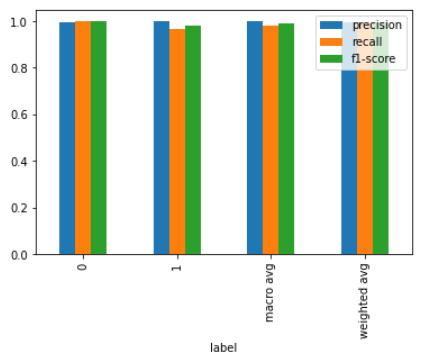 1.0
0.8
0.6
0.4
0.2
0.0
precision
recall
f1-score
0
1
macro avg
weighted avg
label